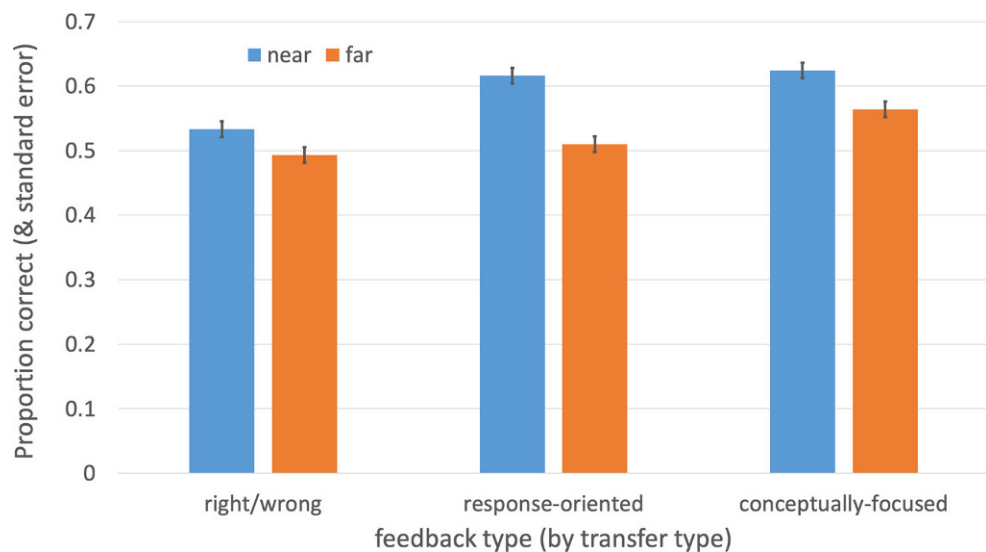 Proportion correct (& standard error)
0.7
0.6
0.5
0.4
0.3
0.2
0.1
0
near far
right/wrong response-oriented conceptually-focused
feedback type (by transfer type)